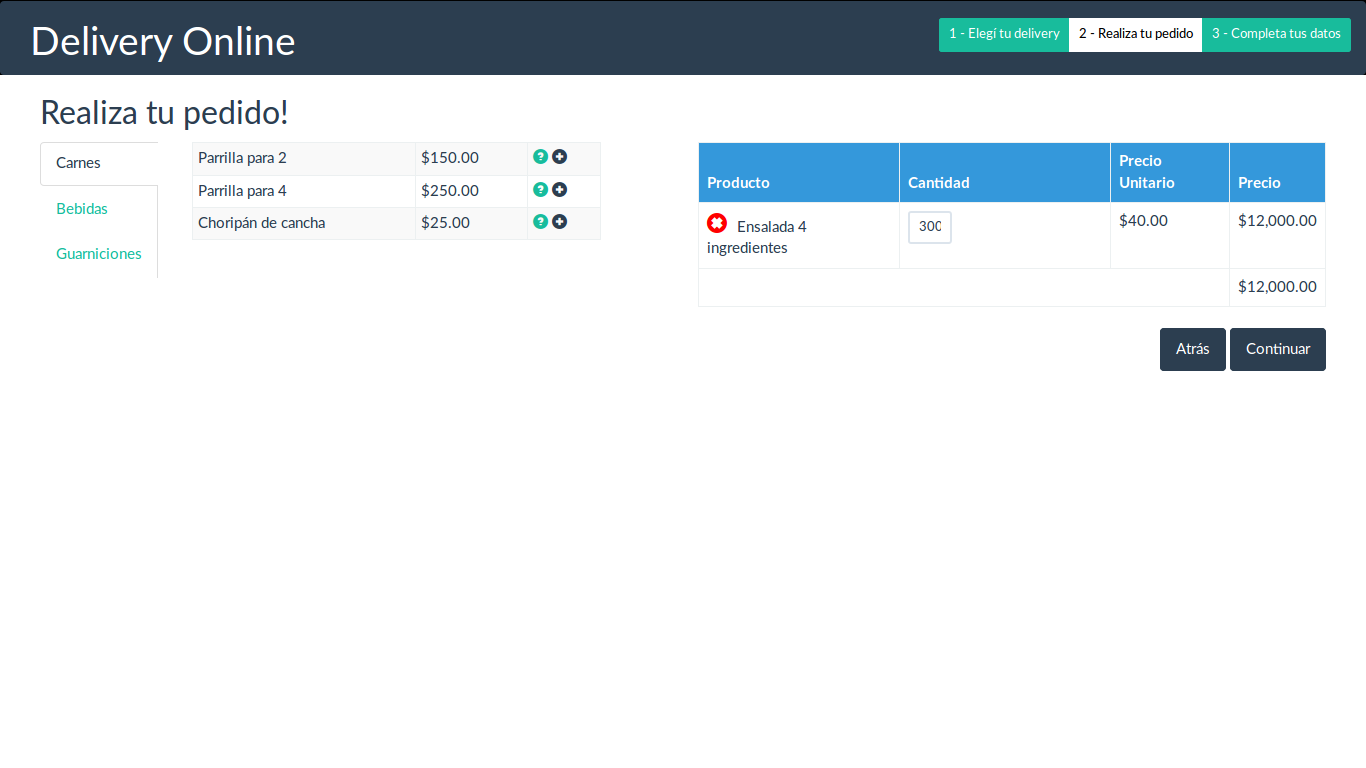 Delivery Online
1 - Elegí tu delivery
2 - Realiza tu pedido
3 - Completa tus datos
Realiza tu pedido!
Carnes
Bebidas
Guarniciones
Parrilla para 2 $150.00
Parrilla para 4 $250.00
Choripán de cancha $25.00
Producto Cantidad Precio Unitario Precio
Ensalada 4 ingredientes 300 $40.00 $12,000.00
$12,000.00
Atrás Continuar